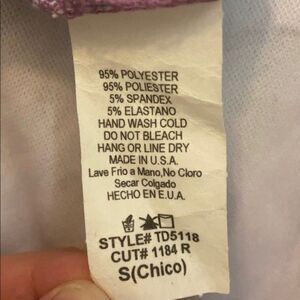 95% POLYESTER
95% POLIESTER
5% SPANDEX
5% ELASTANO
HAND WASH COLD
DO NOT BLEACH
HANG OR LINE DRY
MADE IN U.S.A.
Lave Frio a Mano,No Cloro
Secar Colgado
HECHO EN E.U.A.
STYLE# TD5118
CUT# 1184 R
S(Chico)